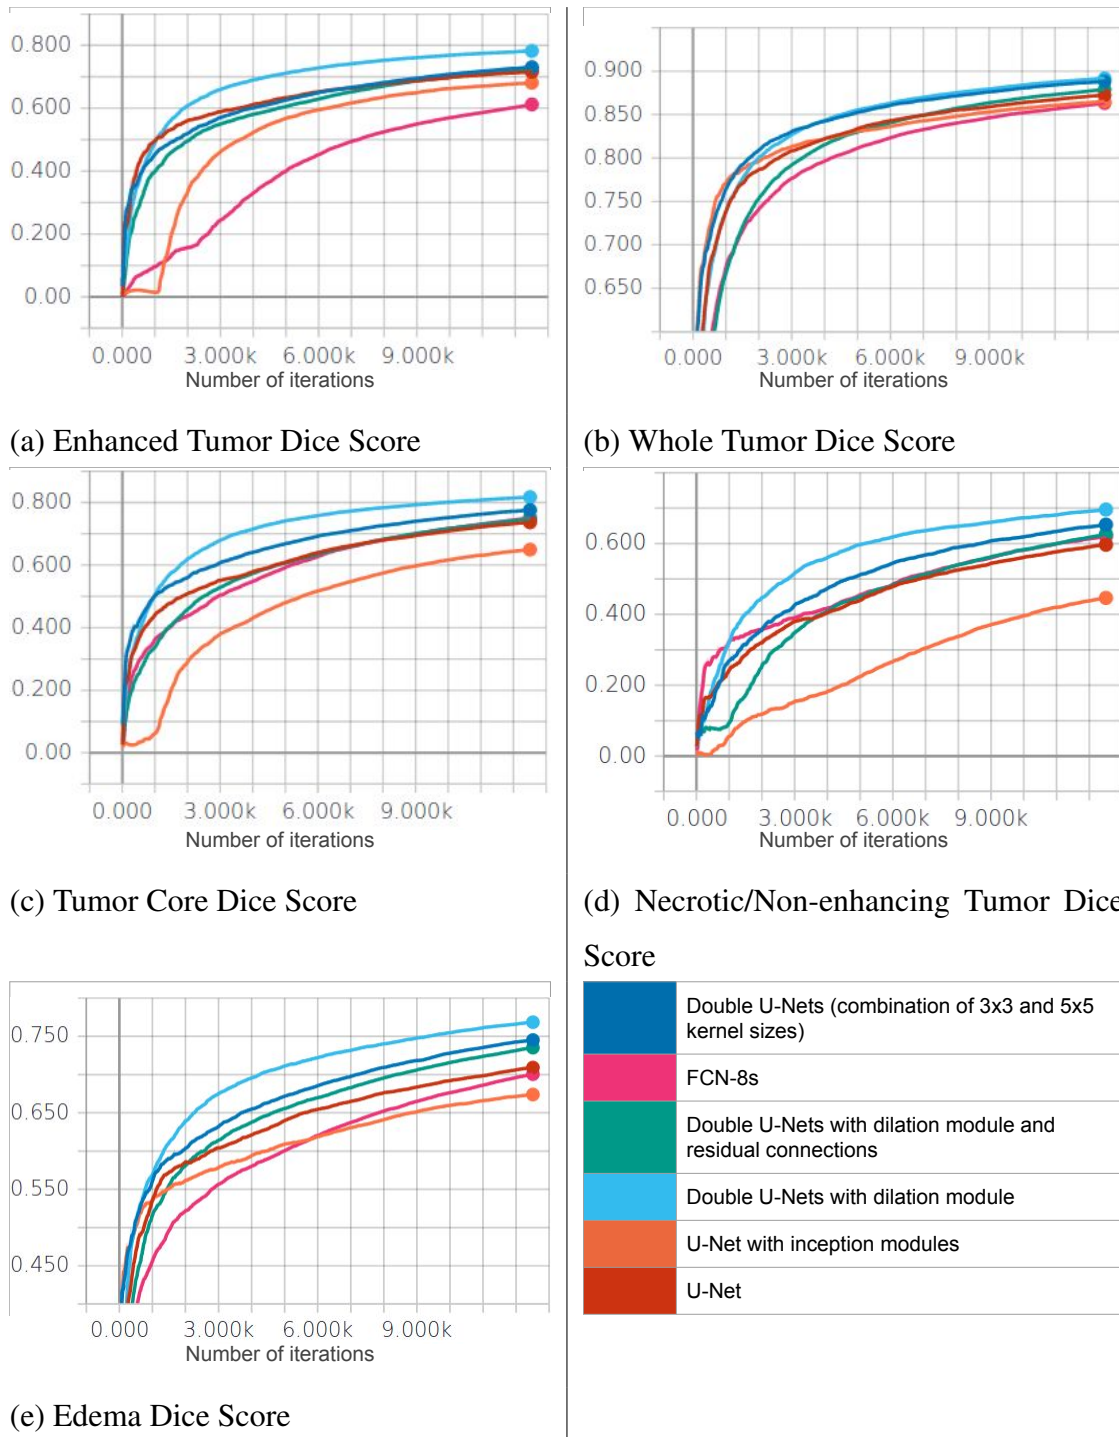 0.800
0.600
0.400
0.200
0.00
0.000 3.000k 6.000k 9.000k
Number of iterations
(a) Enhanced Tumor Dice Score
0.900
0.850
0.800
0.750
0.700
0.650
0.000 3.000k 6.000k 9.000k
Number of iterations
(b) Whole Tumor Dice Score
0.800
0.600
0.400
0.200
0.00
0.000 3.000k 6.000k 9.000k
Number of iterations
(c) Tumor Core Dice Score
0.600
0.400
0.200
0.00
0.000 3.000k 6.000k 9.000k
Number of iterations
(d) Necrotic/Non-enhancing Tumor Dice
Score
0.750
0.650
0.550
0.450
0.000 3.000k 6.000k 9.000k
Number of iterations
(e) Edema Dice Score
Double U-Nets (combination of 3x3 and 5x5
kernel sizes)
FCN-8s
Double U-Nets with dilation module and
residual connections
Double U-Nets with dilation module
U-Net with inception modules
U-Net